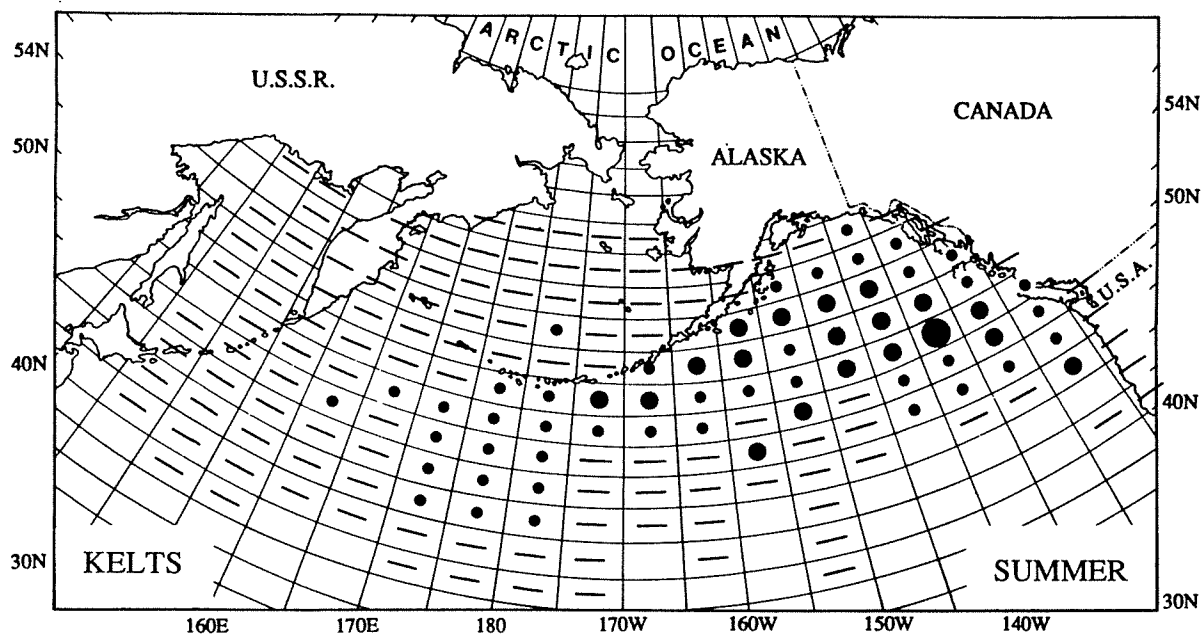 ARCTIC OCEAN
54N
U.S.S.R.
CANADA
54N
50N
ALASKA
50N
U.S.A.
40N
40N
30N
KELTS
SUMMER
30N
160E 170E 180 170W 160W 150W 140W